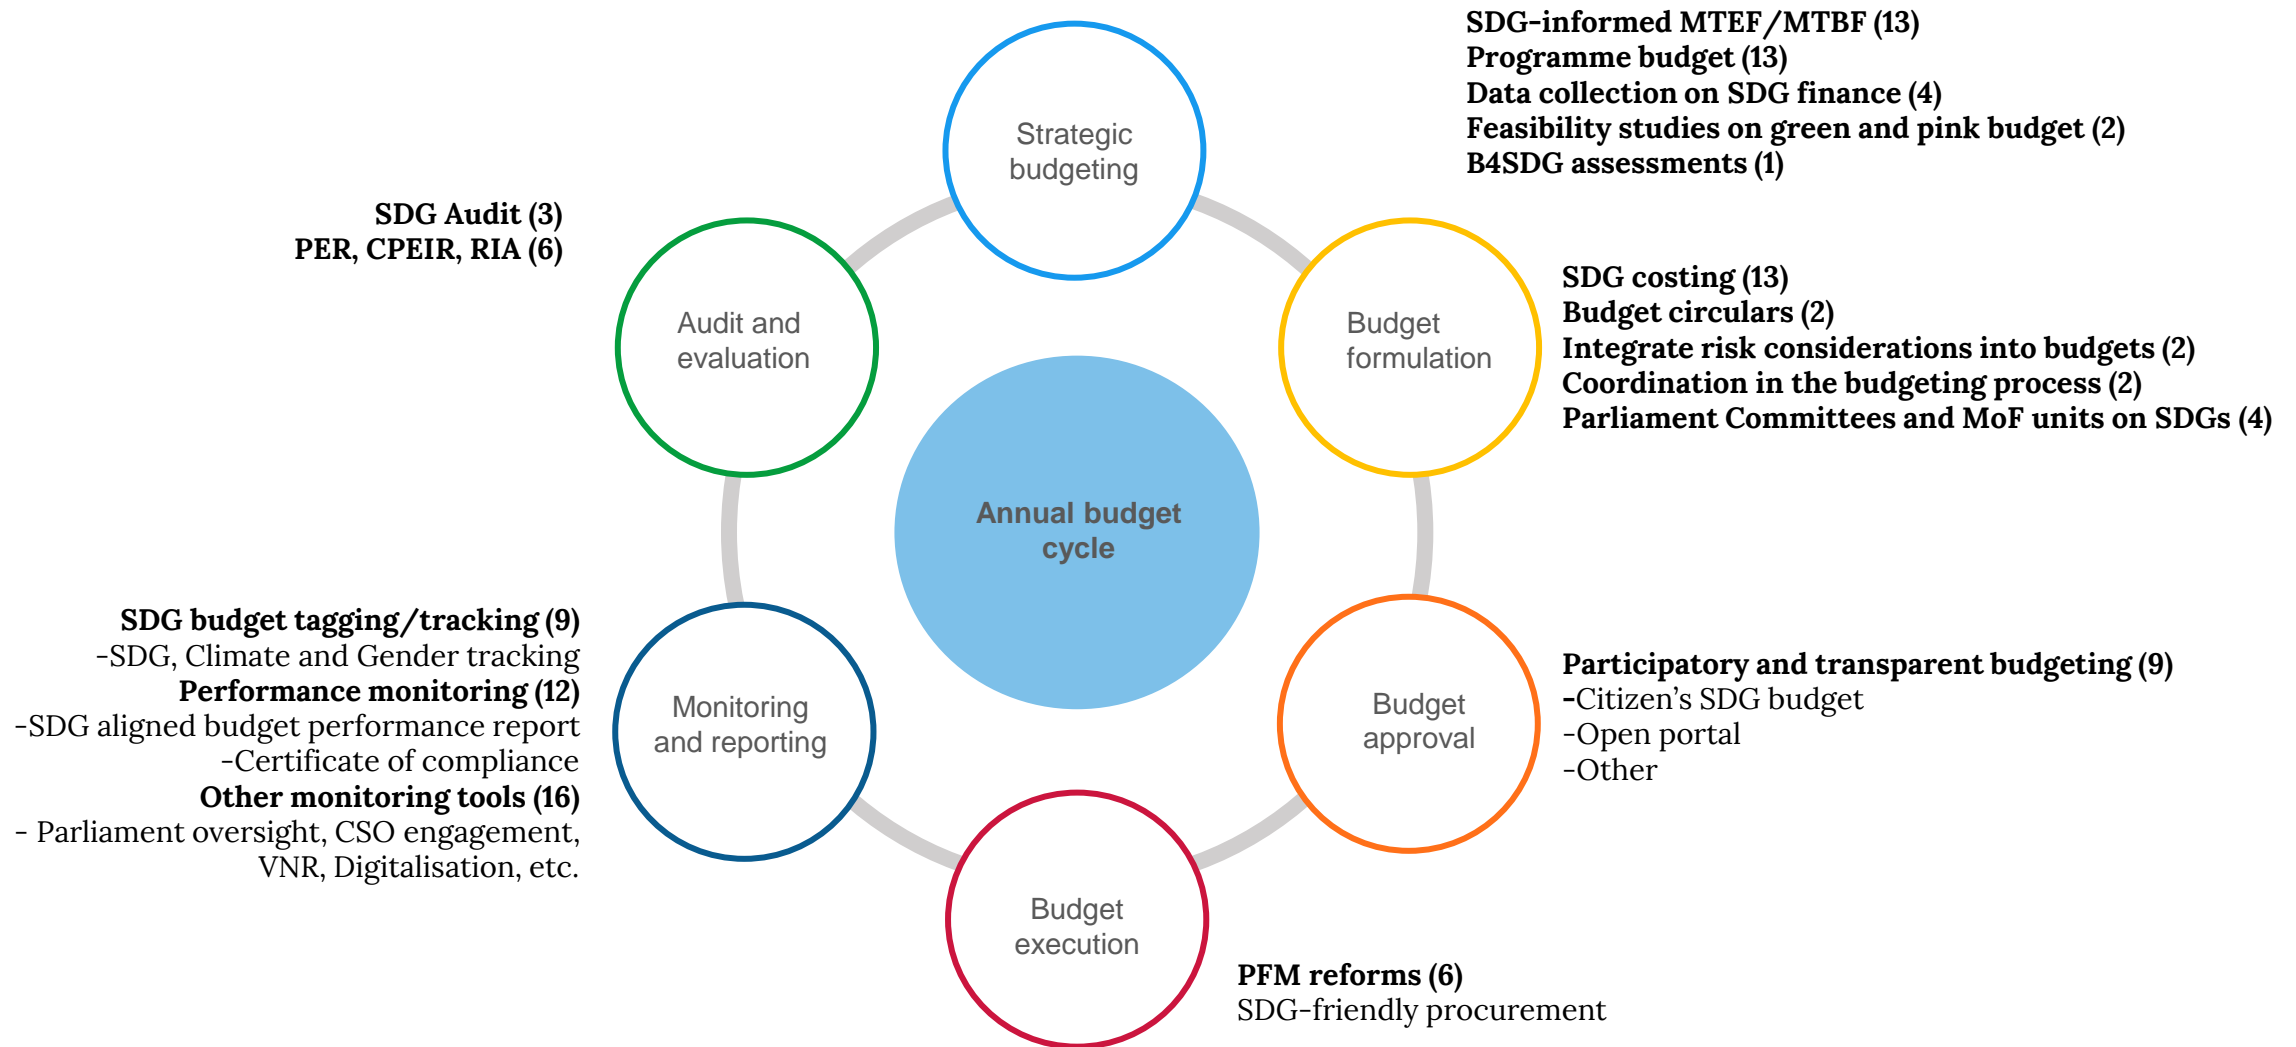 SDG-informed MTEF/MTBF (13)
Programme budget (13)
Data collection on SDG finance (4)
Feasibility studies on green and pink budget (2)
B4SDG assessments (1)
Strategic
budgeting
SDG Audit (3)
PER, CPEIR, RIA (6)
Audit and
evaluation
Budget
formulation
SDG costing (13)
Budget circulars (2)
Integrate risk considerations into budgets (2)
Coordination in the budgeting process (2)
Parliament Committees and MoF units on SDGs (4)
Annual budget
cycle
SDG budget tagging/tracking (9)
-SDG, Climate and Gender tracking
Performance monitoring (12)
-SDG aligned budget performance report
-Certificate of compliance
Other monitoring tools (16)
- Parliament oversight, CSO engagement,
VNR, Digitalisation, etc.
Monitoring
and reporting
Budget
approval
Participatory and transparent budgeting (9)
-Citizen’s SDG budget
-Open portal
-Other
Budget
execution
PFM reforms (6)
SDG-friendly procurement